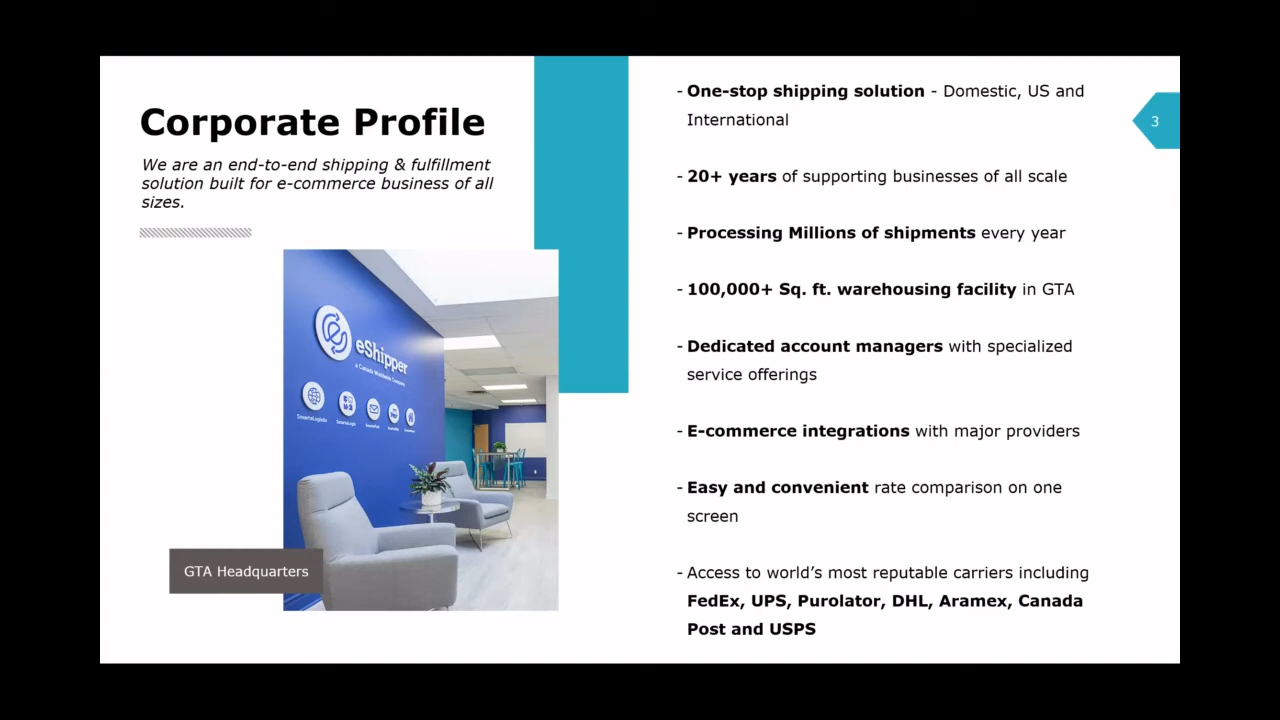 Corporate Profile
We are an end-to-end shipping & fulfillment
solution built for e-commerce business of all
sizes.
eShipper
GTA Headquarters
- One-stop shipping solution - Domestic, US and
International
- 20+ years of supporting businesses of all scale
- Processing Millions of shipments every year
- 100,000+ Sq. ft. warehousing facility in GTA
- Dedicated account managers with specialized
service offerings
- E-commerce integrations with major providers
- Easy and convenient rate comparison on one
screen
- Access to world’s most reputable carriers including
FedEx, UPS, Purolator, DHL, Aramex, Canada
Post and USPS
3